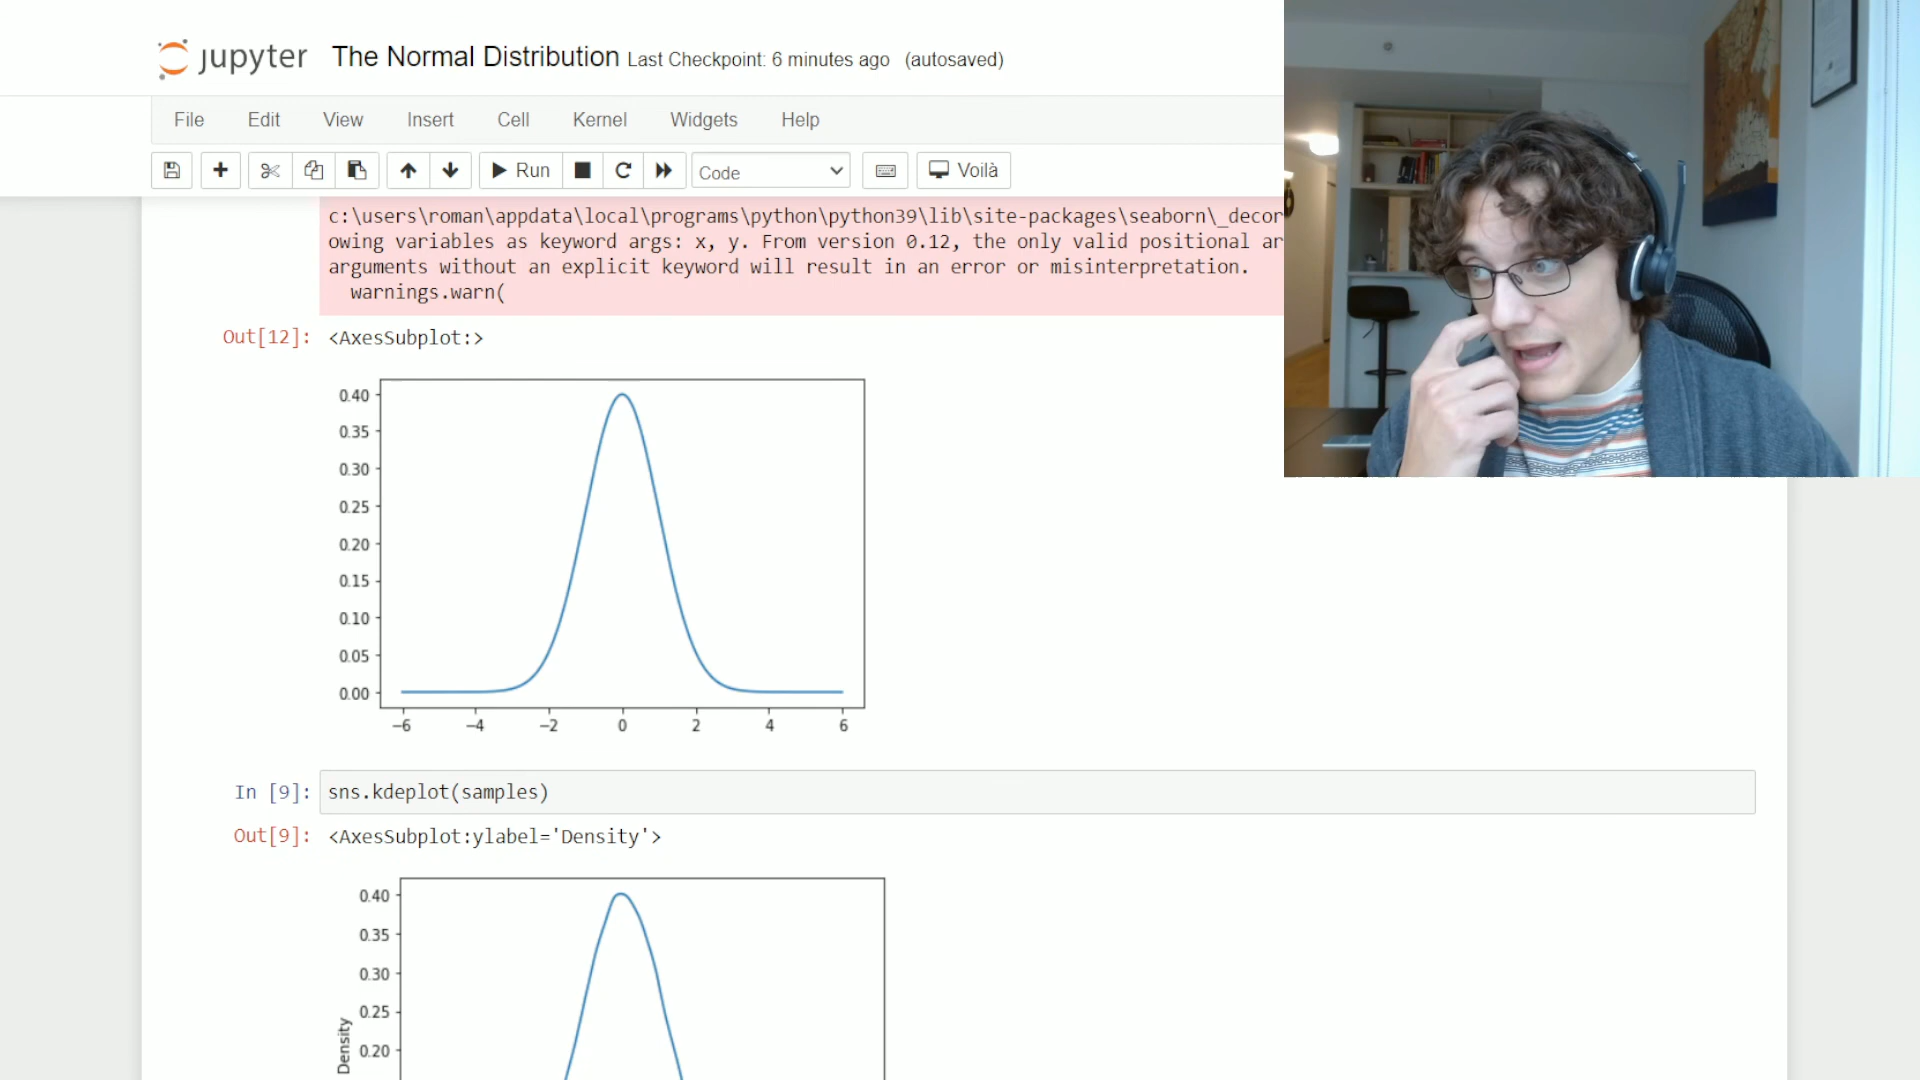 jupyter The Normal Distribution Last Checkpoint: 6 minutes ago (autosaved)
File Edit View Insert Cell Kernel Widgets Help
Run Code Voilà
c:\users\roman\appdata\local\programs\python\python39\lib\site-packages\seaborn\_decor
owing variables as keyword args: x, y. From version 0.12, the only valid positional ar
arguments without an explicit keyword will result in an error or misinterpretation.
warnings.warn(
Out[12]: <AxesSubplot:>
0.40
0.35
0.30
0.25
0.20
0.15
0.10
0.05
0.00
−6 −4 −2 0 2 4 6
In [9]: sns.kdeplot(samples)
Out[9]: <AxesSubplot:ylabel='Density'>
0.40
0.35
0.30
0.25
0.20
Density